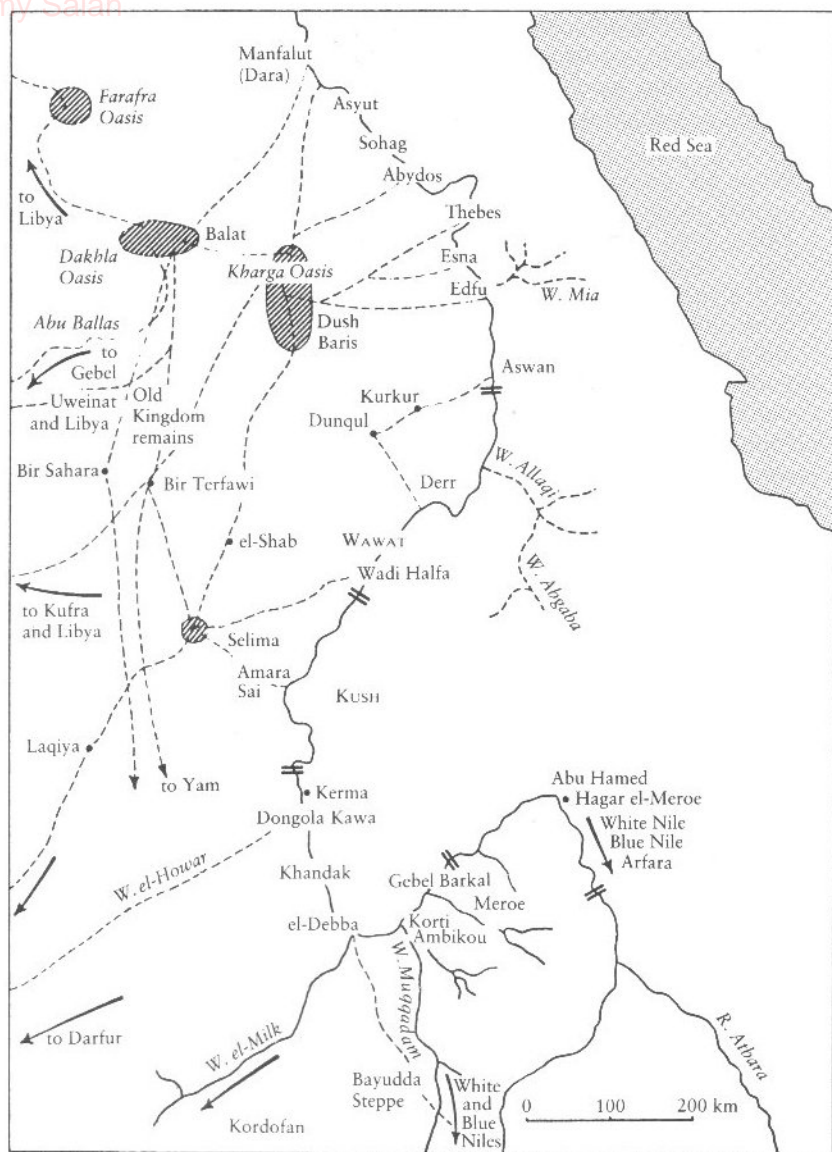 ny Salah
Manfalut
(Dara)
Farafra
Oasis
Asyut
Red Sea
Sohag
Abydos
to
Libya
Thebes
Balat
Dakhla
Oasis
Kharga Oasis
Esna
Edfu
W. Mia
Abu Ballas
to
Gebel
Uweinat
and Libya
Dush
Baris
Old
Kingdom
remains
Aswan
Kurkur
Dunqul
Bir Sahara
Bir Terfawi
Derr
W. Allaqi
el-Shab
WAWAT
Wadi Halfa
W. Abgaba
to Kufra
and Libya
Selima
Amara
Sai
KUSH
Laqiya
to Yam
Kerma
Abu Hamed
Hagar el-Meroe
Dongola Kawa
White Nile
Blue Nile
Arfara
W. el-Howar
Khandak
Gebel Barkal
Meroe
el-Debba
Korti
Ambikou
W. Muqqadam
to Darfur
W. el-Milk
R. Atbara
Bayudda
Steppe
White
and
Blue
Niles
Kordofan
0 100 200 km